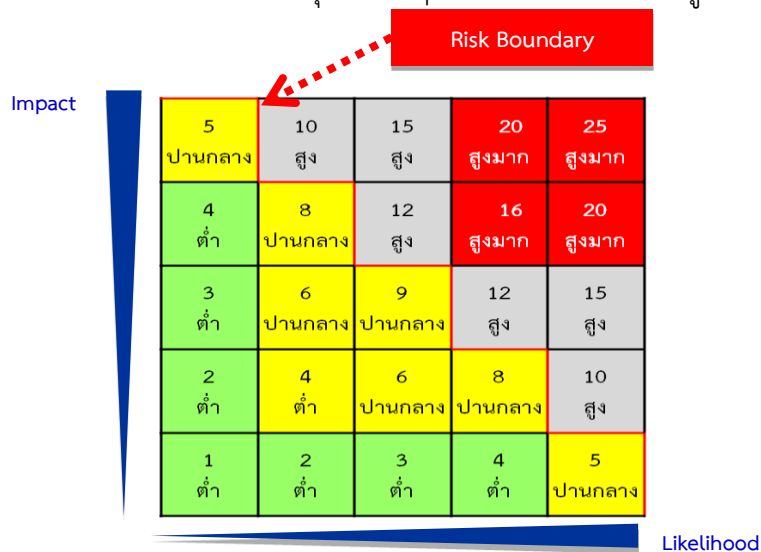 Risk Boundary
Impact
5 10 15 20 25
ปานกลาง สูง สูง สูงมาก สูงมาก
4 8 12 16 20
ต่ำ ปานกลาง สูง สูงมาก สูงมาก
3 6 9 12 15
ต่ำ ปานกลาง ปานกลาง สูง สูง
2 4 6 8 10
ต่ำ ต่ำ ปานกลาง ปานกลาง สูง
1 2 3 4 5
ต่ำ ต่ำ ต่ำ ต่ำ ปานกลาง
Likelihood